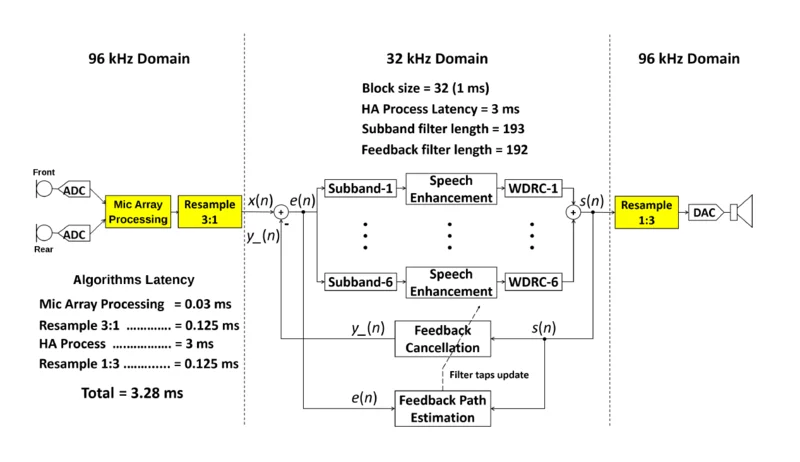 96 kHz Domain
32 kHz Domain
96 kHz Domain
Block size = 32 (1 ms)
HA Process Latency = 3 ms
Subband filter length = 193
Feedback filter length = 192
Front
ADC
Rear
ADC
Mic Array
Processing
Resample
3:1
x(n)
+
-
y_(n)
e(n)
Subband-1
Speech
Enhancement
WDRC-1
Subband-6
Speech
Enhancement
WDRC-6
+
s(n)
Resample
1:3
DAC
y_(n)
Feedback
Cancellation
s(n)
Filter taps update
e(n)
Feedback Path
Estimation
Algorithms Latency
Mic Array Processing = 0.03 ms
Resample 3:1 ............. = 0.125 ms
HA Process ................ = 3 ms
Resample 1:3 ............. = 0.125 ms
Total = 3.28 ms